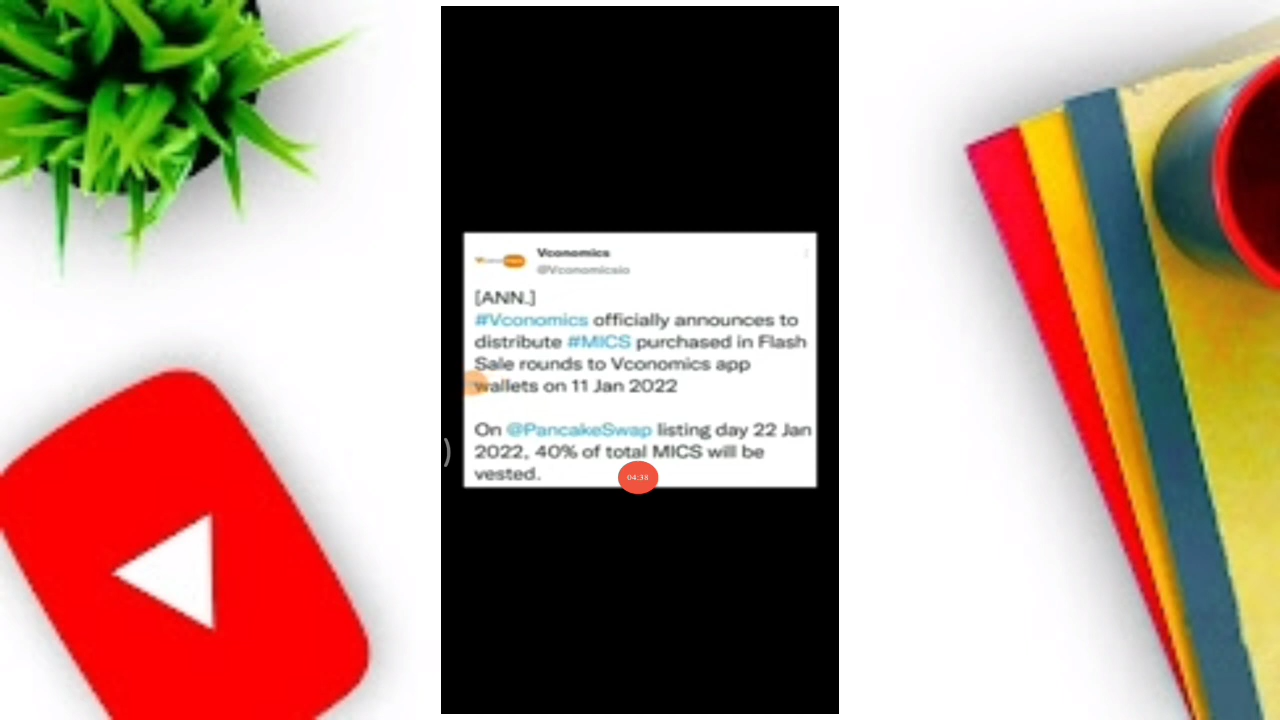 Vconomics
@Vconomicsio
[ANN.]
#Vconomics officially announces to
distribute #MICS purchased in Flash
Sale rounds to Vconomics app
wallets on 11 Jan 2022
On @PancakeSwap listing day 22 Jan
2022, 40% of total MICS will be
vested.
04:38